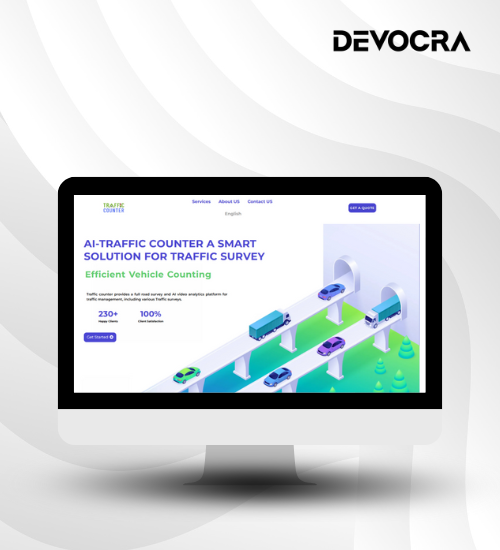 DEVOCRA
TRAFFIC
COUNTER
Services About US Contact US
GET A QUOTE
English
AI-TRAFFIC COUNTER A SMART
SOLUTION FOR TRAFFIC SURVEY
Efficient Vehicle Counting
Traffic counter provides a full road survey and AI video analytics platform for
traffic management, including various Traffic surveys.
230+ 100%
Happy Clients Client Satisfaction
Get Started